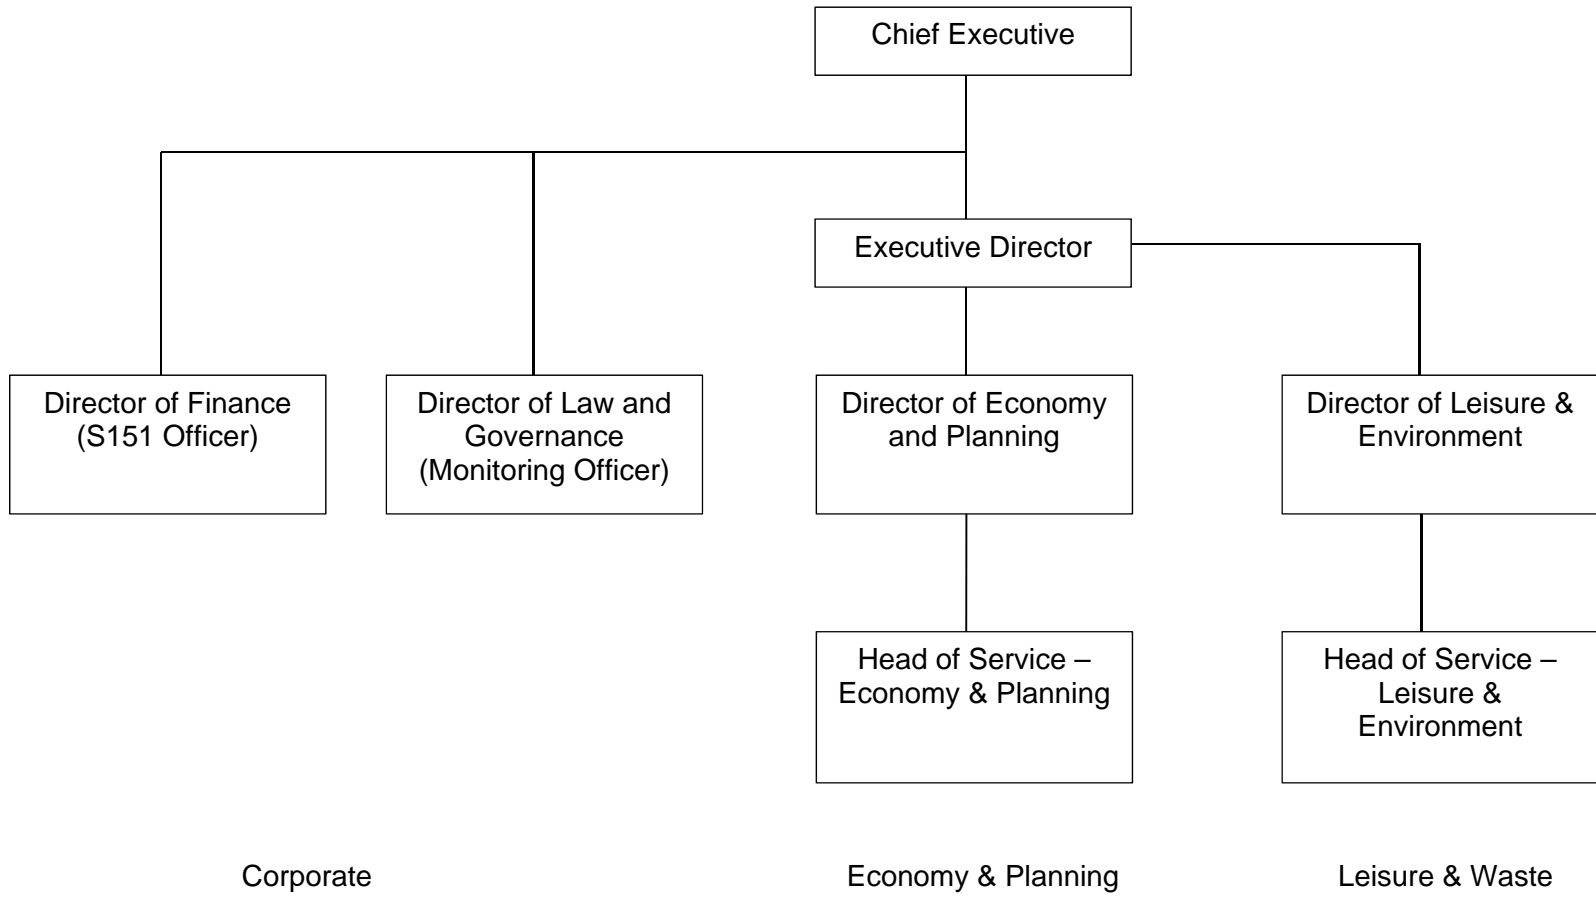 Chief Executive
Executive Director
Director of Finance
(S151 Officer)
Director of Law and
Governance
(Monitoring Officer)
Director of Economy
and Planning
Director of Leisure &
Environment
Head of Service –
Economy & Planning
Head of Service –
Leisure &
Environment
Corporate
Economy & Planning
Leisure & Waste